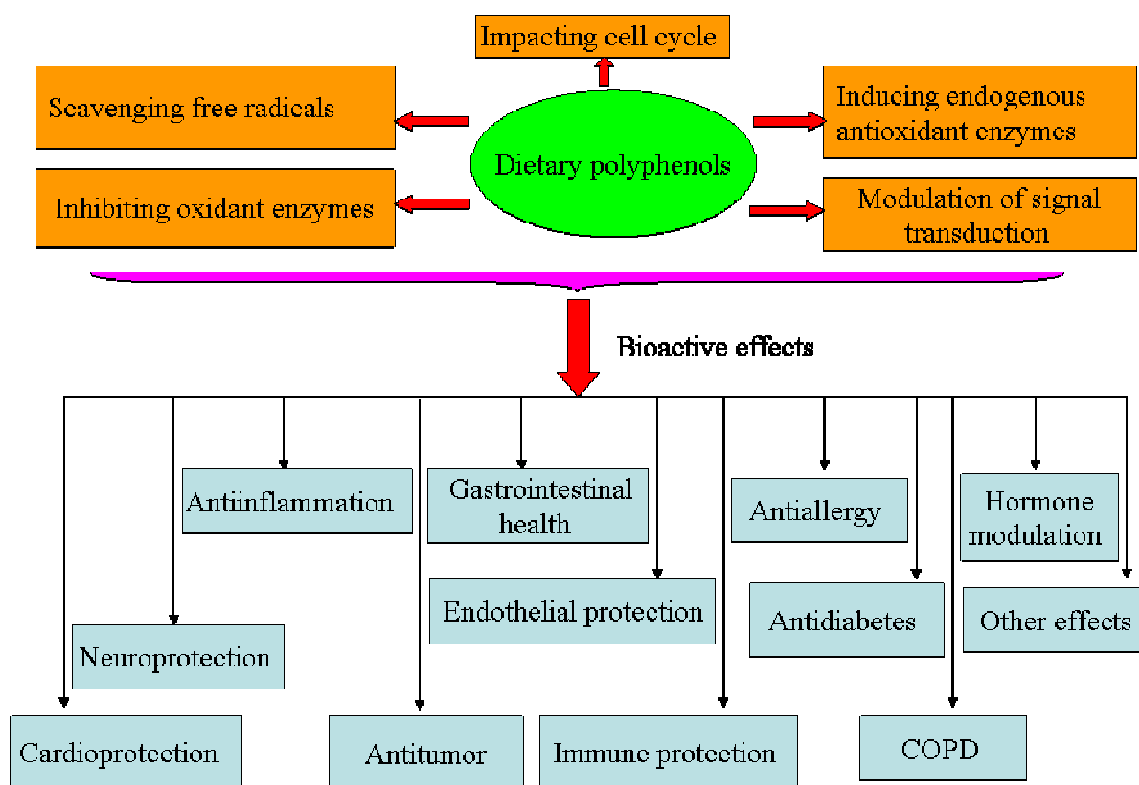 Impacting cell cycle
Scavenging free radicals
Inducing endogenous
antioxidant enzymes
Dietary polyphenols
Inhibiting oxidant enzymes
Modulation of signal
transduction
Bioactive effects
Antiinflammation
Gastrointestinal
health
Antiallergy
Hormone
modulation
Endothelial protection
Antidiabetes
Other effects
Neuroprotection
Cardioprotection
Antitumor
Immune protection
COPD